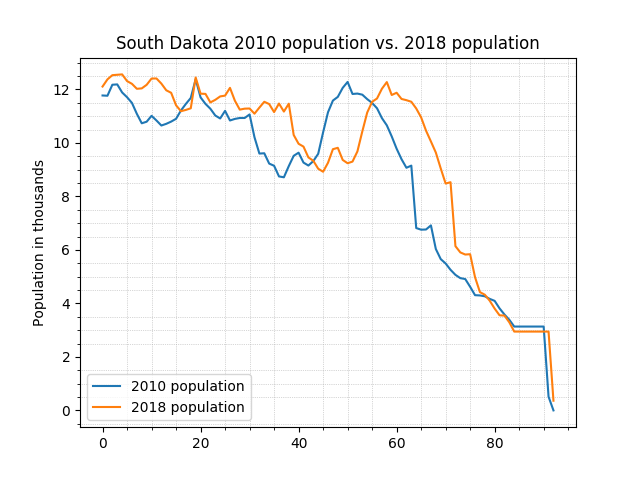 South Dakota 2010 population vs. 2018 population
Population in thousands
12
10
8
6
4
2
0
0 20 40 60 80
2010 population
2018 population